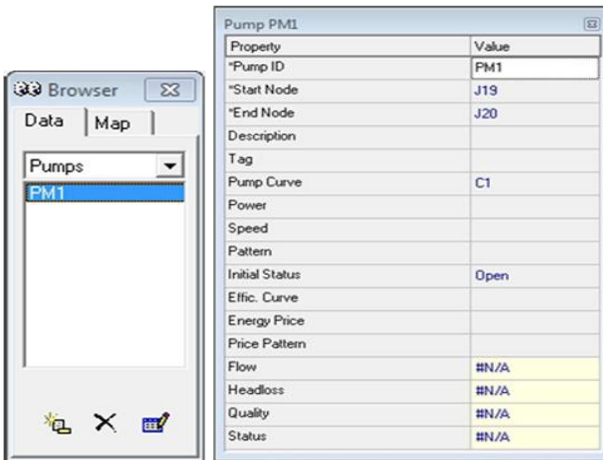 Browser
Data Map
Pumps
PM1
Pump PM1
Property Value
*Pump ID PM1
*Start Node J19
*End Node J20
Description
Tag
Pump Curve C1
Power
Speed
Pattern
Initial Status Open
Effic. Curve
Energy Price
Price Pattern
Flow #N/A
Headloss #N/A
Quality #N/A
Status #N/A